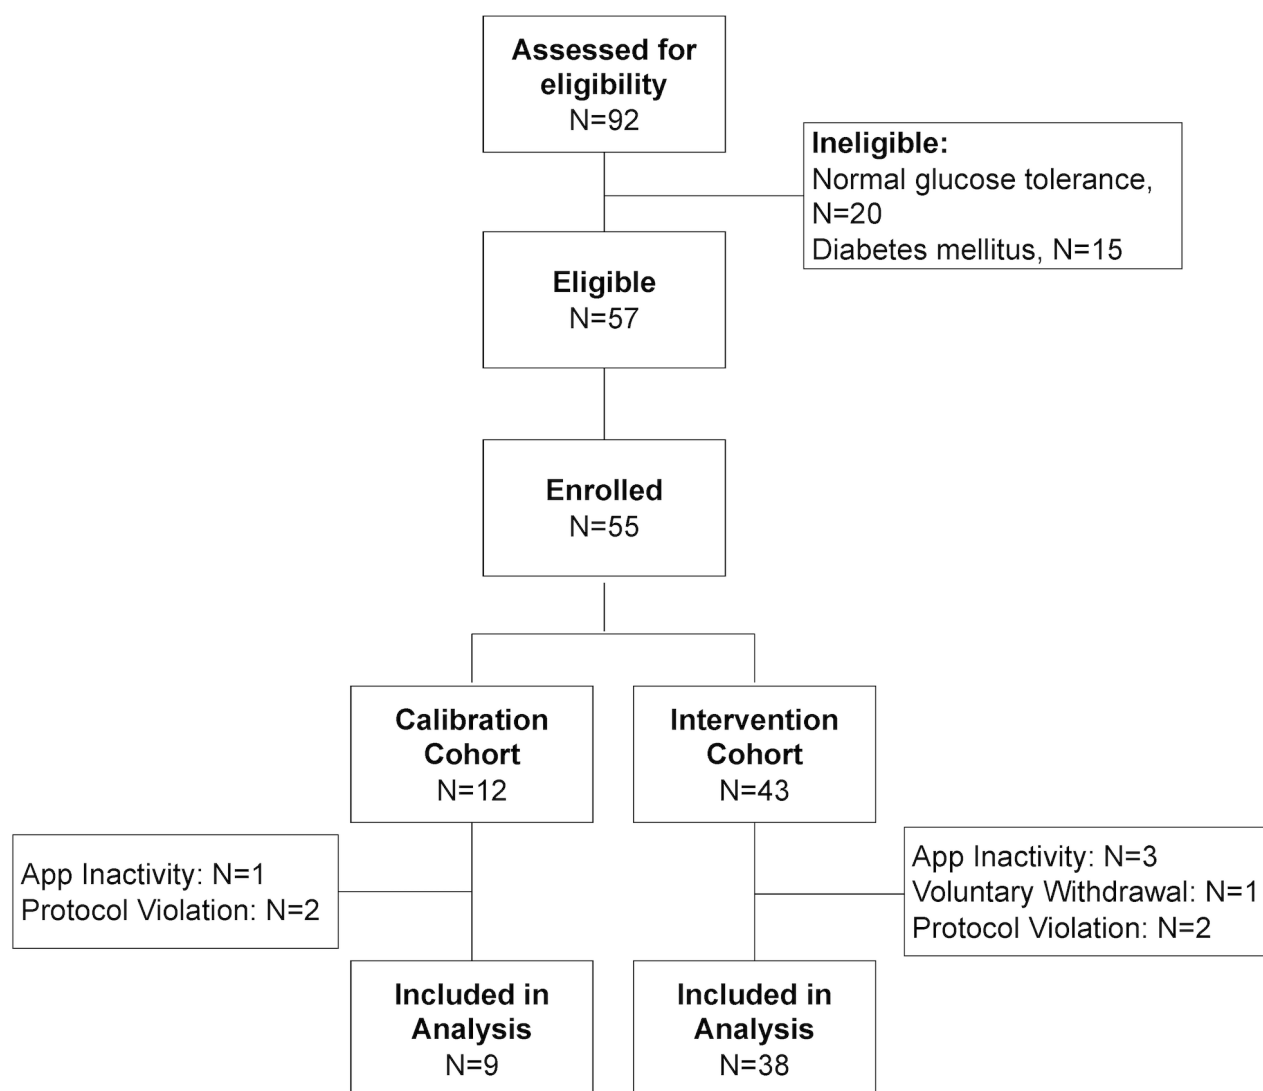 Assessed for
eligibility
N=92
Ineligible:
Normal glucose tolerance,
N=20
Diabetes mellitus, N=15
Eligible
N=57
Enrolled
N=55
Calibration
Cohort
N=12
Intervention
Cohort
N=43
App Inactivity: N=1
Protocol Violation: N=2
App Inactivity: N=3
Voluntary Withdrawal: N=1
Protocol Violation: N=2
Included in
Analysis
N=9
Included in
Analysis
N=38